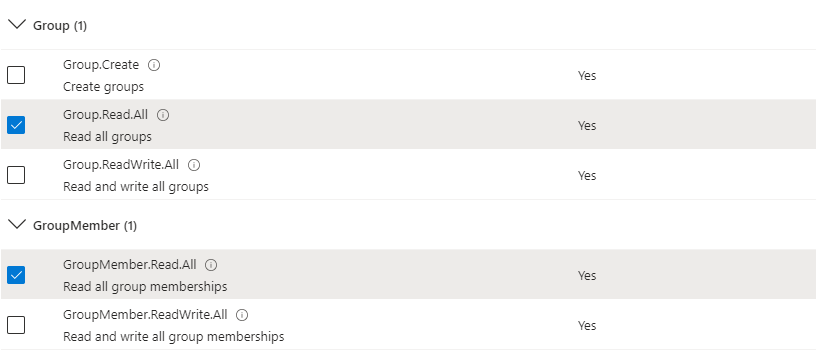 Group (1)
Group.Create
Create groups
Yes
Group.Read.All
Read all groups
Yes
Group.ReadWrite.All
Read and write all groups
Yes
GroupMember (1)
GroupMember.Read.All
Read all group memberships
Yes
GroupMember.ReadWrite.All
Read and write all group memberships
Yes